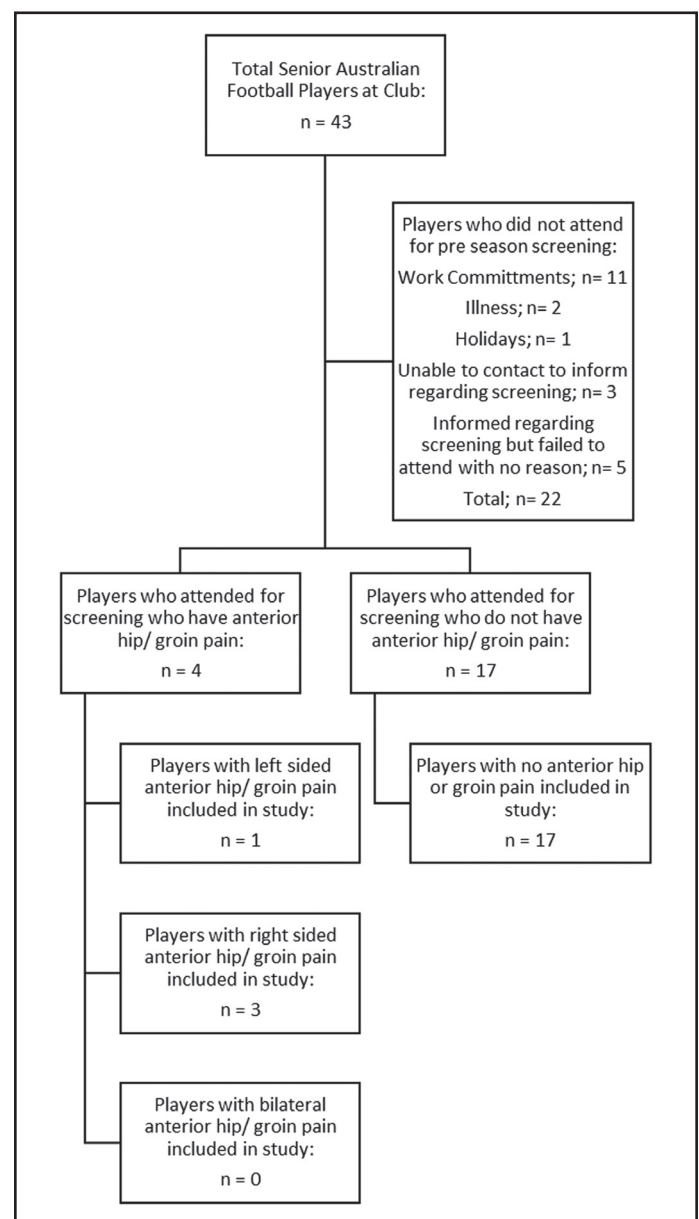 Total Senior Australian
Football Players at Club:
n = 43
Players who did not attend
for pre season screening:
Work Committments; n= 11
Illness; n= 2
Holidays; n= 1
Unable to contact to inform
regarding screening; n= 3
Informed regarding
screening but failed to
attend with no reason; n= 5
Total; n= 22
Players who attended for
screening who have anterior
hip/ groin pain:
n = 4
Players who attended for
screening who do not have
anterior hip/ groin pain:
n = 17
Players with left sided
anterior hip/ groin pain
included in study:
n = 1
Players with no anterior hip
or groin pain included in
study:
n = 17
Players with right sided
anterior hip/ groin pain
included in study:
n = 3
Players with bilateral
anterior hip/ groin pain
included in study:
n = 0